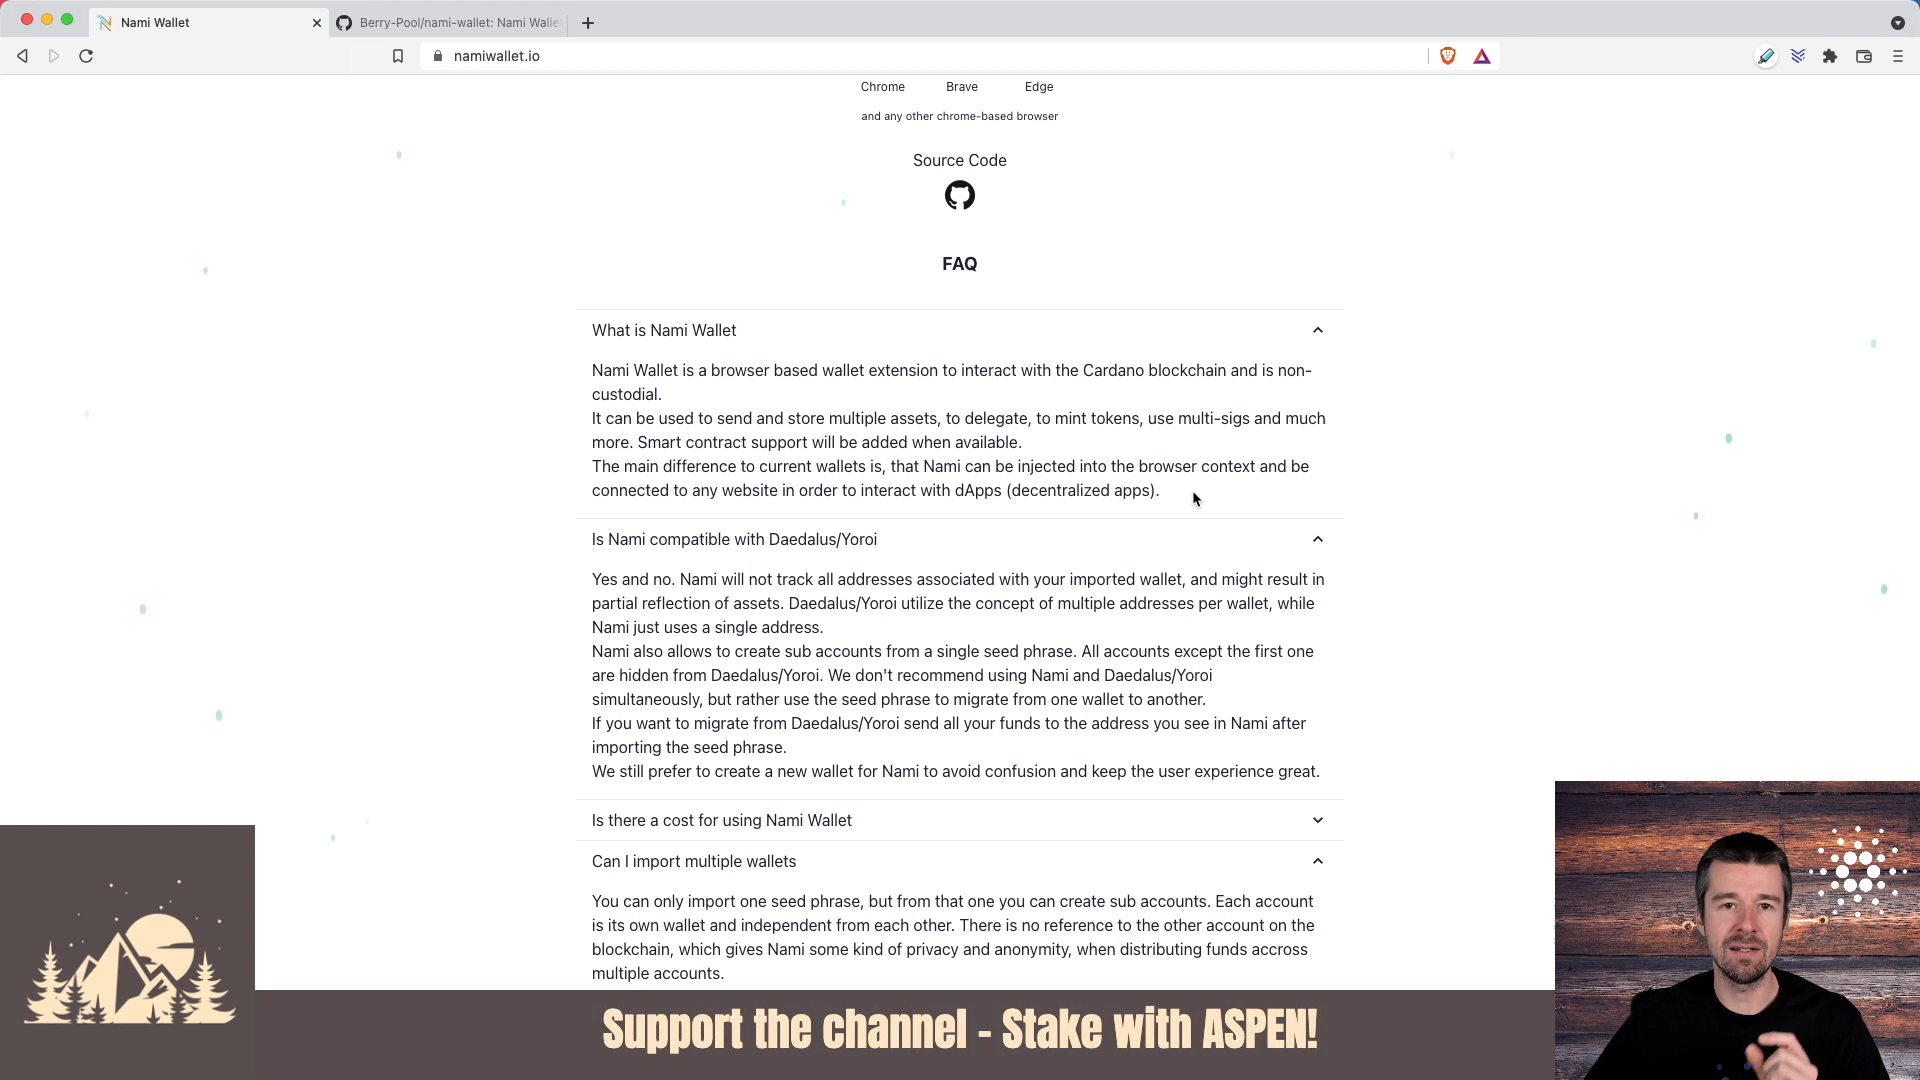 Nami Wallet
Berry-Pool/nami-wallet: Nami Walle
namiwallet.io
Chrome
Brave
Edge
and any other chrome-based browser
Source Code
FAQ
What is Nami Wallet
Nami Wallet is a browser based wallet extension to interact with the Cardano blockchain and is non-
custodial.
It can be used to send and store multiple assets, to delegate, to mint tokens, use multi-sigs and much
more. Smart contract support will be added when available.
The main difference to current wallets is, that Nami can be injected into the browser context and be
connected to any website in order to interact with dApps (decentralized apps).
Is Nami compatible with Daedalus/Yoroi
Yes and no. Nami will not track all addresses associated with your imported wallet, and might result in
partial reflection of assets. Daedalus/Yoroi utilize the concept of multiple addresses per wallet, while
Nami just uses a single address.
Nami also allows to create sub accounts from a single seed phrase. All accounts except the first one
are hidden from Daedalus/Yoroi. We don't recommend using Nami and Daedalus/Yoroi
simultaneously, but rather use the seed phrase to migrate from one wallet to another.
If you want to migrate from Daedalus/Yoroi send all your funds to the address you see in Nami after
importing the seed phrase.
We still prefer to create a new wallet for Nami to avoid confusion and keep the user experience great.
Is there a cost for using Nami Wallet
Can I import multiple wallets
You can only import one seed phrase, but from that one you can create sub accounts. Each account
is its own wallet and independent from each other. There is no reference to the other account on the
blockchain, which gives Nami some kind of privacy and anonymity, when distributing funds accross
multiple accounts.
Support the channel - Stake with ASPEN!